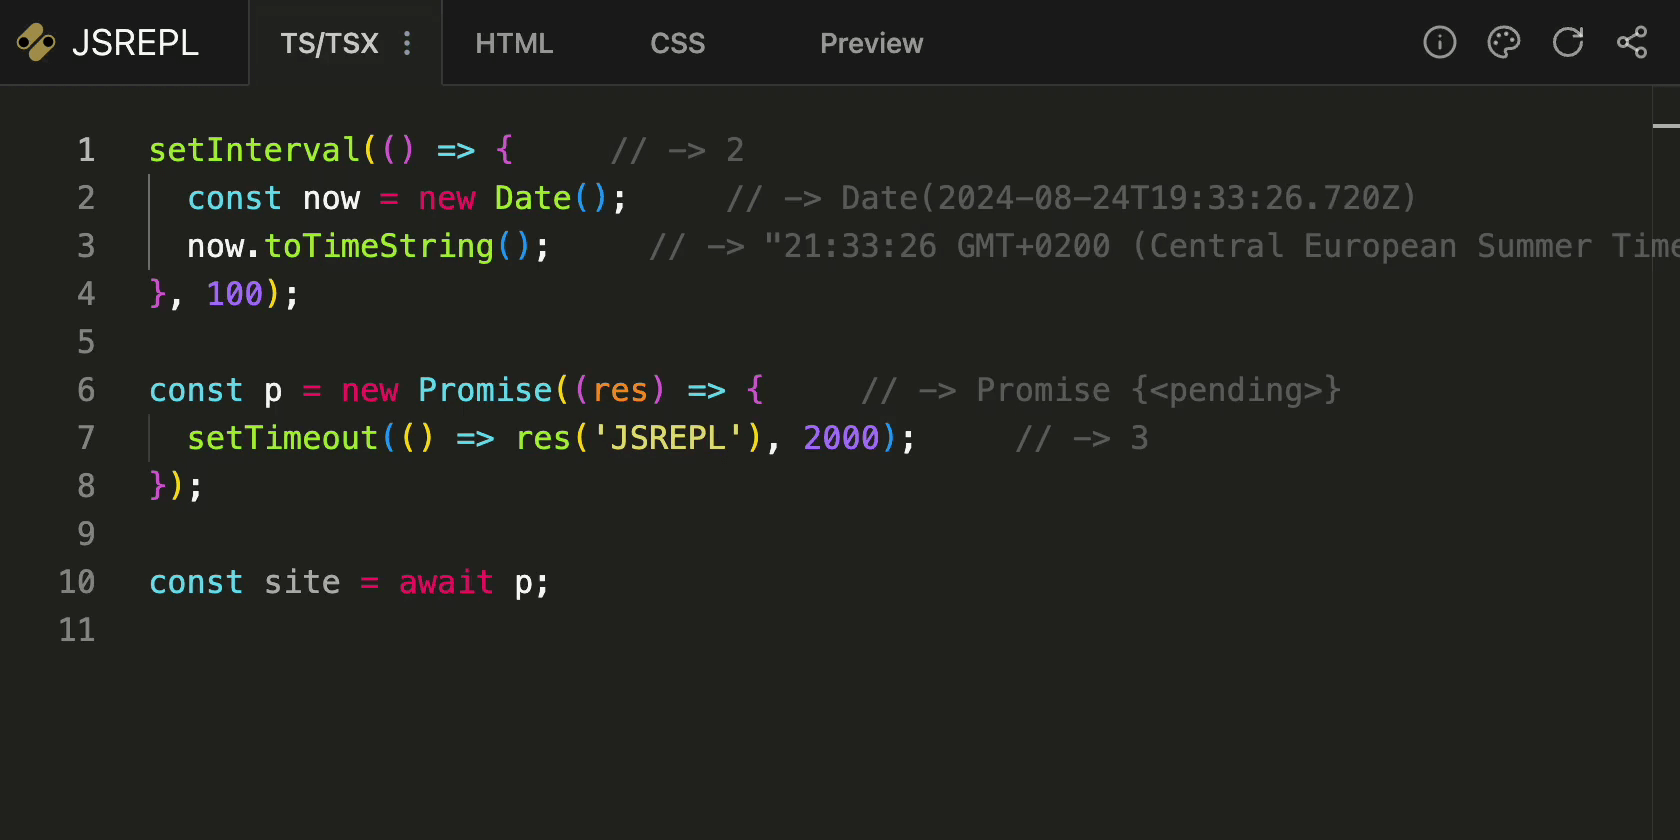 JSREPL TS/TSX HTML CSS Preview
1 setInterval(() => { // -> 2
2 const now = new Date(); // -> Date(2024-08-24T19:33:26.720Z)
3 now.toTimeString(); // -> "21:33:26 GMT+0200 (Central European Summer Time
4 }, 100);
5
6 const p = new Promise((res) => { // -> Promise {<pending>}
7 setTimeout(() => res('JSREPL'), 2000); // -> 3
8 });
9
10 const site = await p;
11